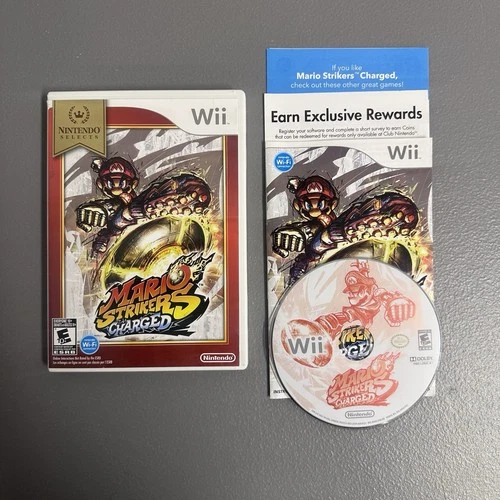 NINTENDO
SELECTS
Wii
MARIO
STRIKERS
CHARGED
Wi-Fi
ESRB
Nintendo
If you like
Mario Strikers™ Charged,
check out these other great games!
Earn Exclusive Rewards
Register your software and complete a short survey to earn Coins
that can be redeemed for rewards only available at Club Nintendo.
Wi-Fi
Wii
Wii
E
MARIO
STRIKERS
CHARGED
Nintendo